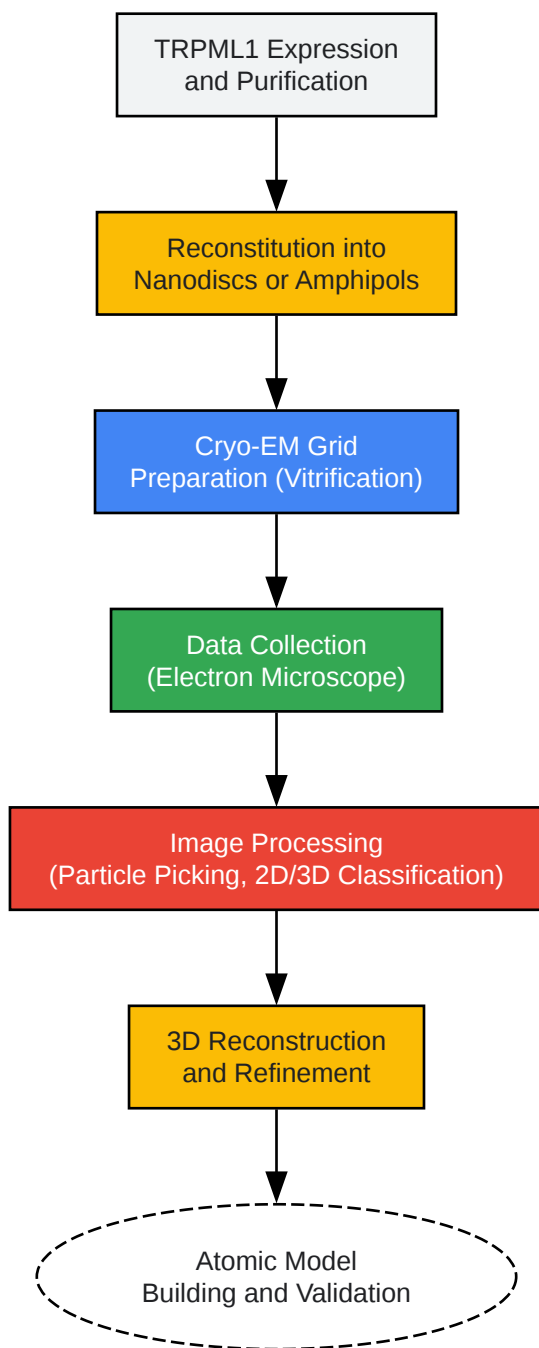 TRPML1 Expression
and Purification
Reconstitution into
Nanodiscs or Amphipols
Cryo-EM Grid
Preparation (Vitrification)
Data Collection
(Electron Microscope)
Image Processing
(Particle Picking, 2D/3D Classification)
3D Reconstruction
and Refinement
Atomic Model
Building and Validation